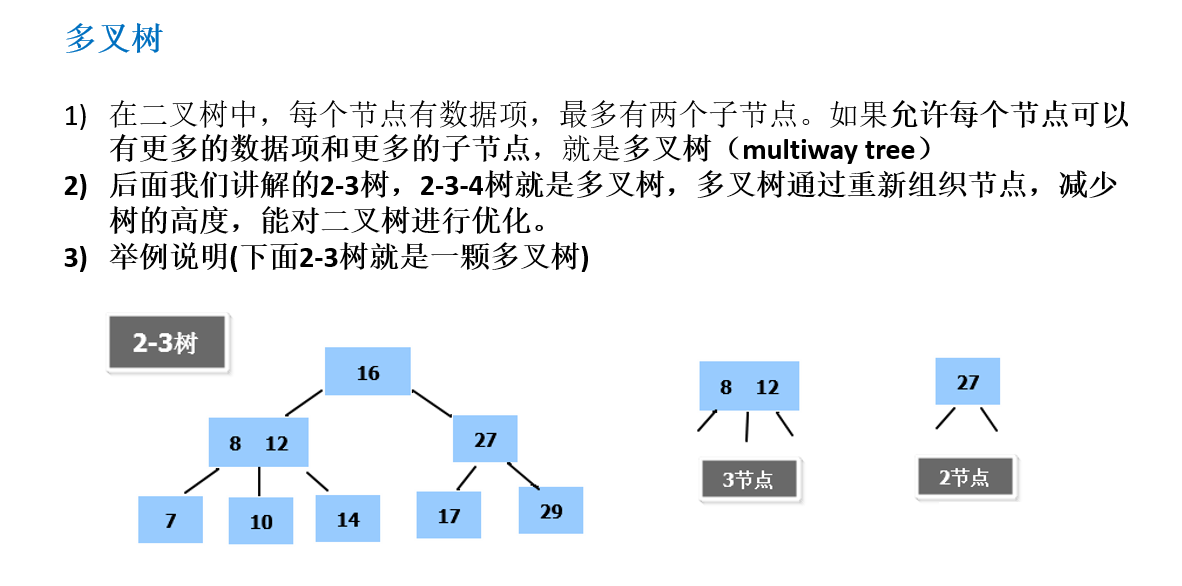 多叉树
1) 在二叉树中，每个节点有数据项，最多有两个子节点。如果允许每个节点可以
有更多的数据项和更多的子节点，就是多叉树（multiway tree）
2) 后面我们讲解的2-3树，2-3-4树就是多叉树，多叉树通过重新组织节点，减少
树的高度，能对二叉树进行优化。
3) 举例说明(下面2-3树就是一颗多叉树)
2-3树
16
8 12
27
7
10
14
17
29
8 12
3节点
27
2节点